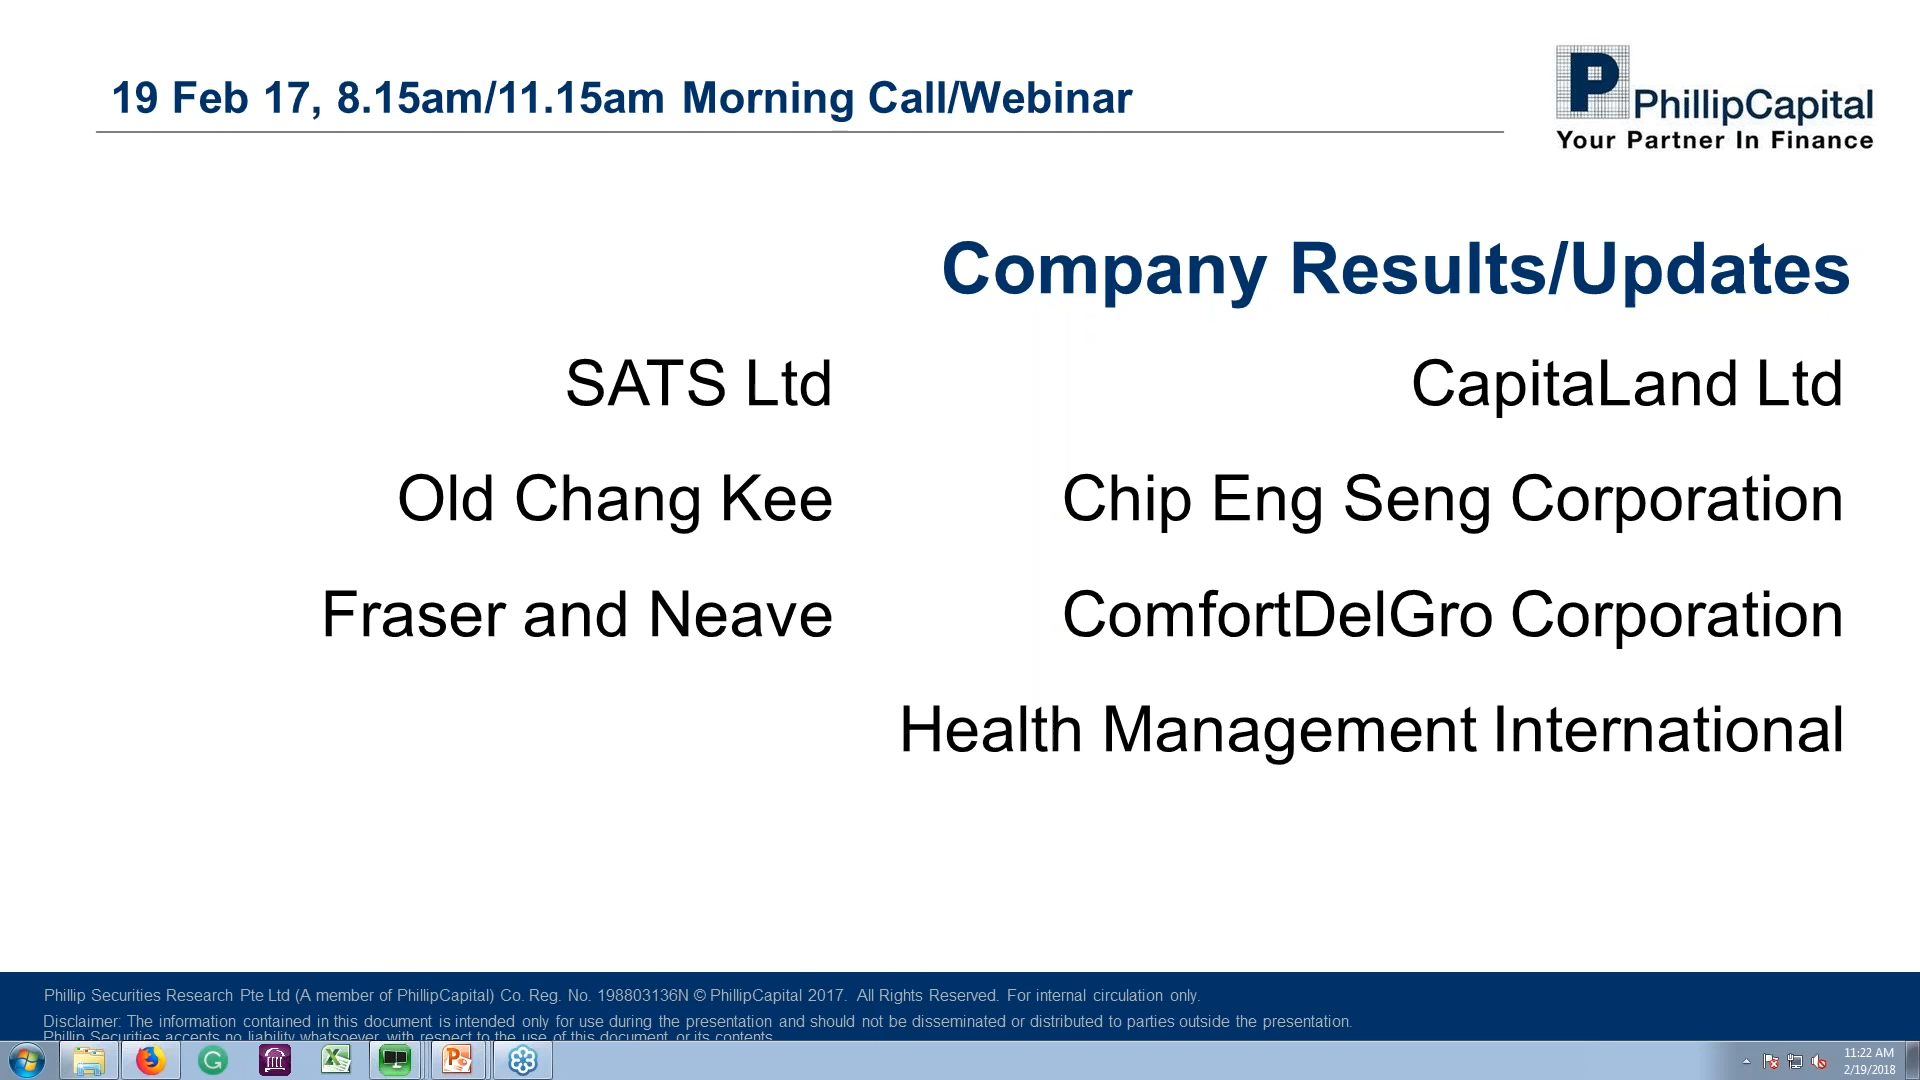 19 Feb 17, 8.15am/11.15am Morning Call/Webinar
P
PhillipCapital
Your Partner In Finance
Company Results/Updates
SATS Ltd
CapitaLand Ltd
Old Chang Kee
Chip Eng Seng Corporation
Fraser and Neave
ComfortDelGro Corporation
Health Management International
Phillip Securities Research Pte Ltd (A member of PhillipCapital) Co. Reg. No. 198803136N © PhillipCapital 2017. All Rights Reserved. For internal circulation only.
Disclaimer: The information contained in this document is intended only for use during the presentation and should not be disseminated or distributed to parties outside the presentation.
Phillip Securities accepts no liability whatsoever with respect to the use of this document or its contents.
11:22 AM
2/19/2018